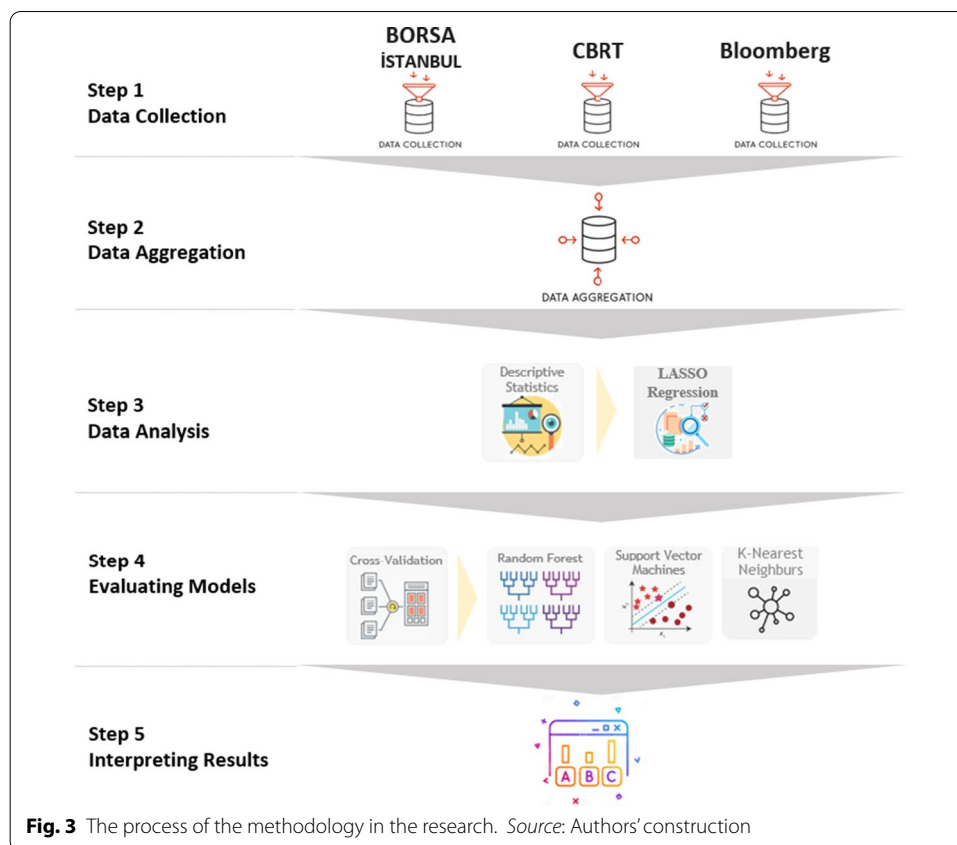 BORSA
İSTANBUL
CBRT
Bloomberg
Step 1
Data Collection
DATA COLLECTION
DATA COLLECTION
DATA COLLECTION
Step 2
Data Aggregation
DATA AGGREGATION
Step 3
Data Analysis
Descriptive
Statistics
LASSO
Regression
Step 4
Evaluating Models
Cross-Validation
Random Forest
Support Vector
Machines
K-Nearest
Neighburs
Step 5
Interpreting Results
A B C
Fig. 3 The process of the methodology in the research. Source: Authors' construction